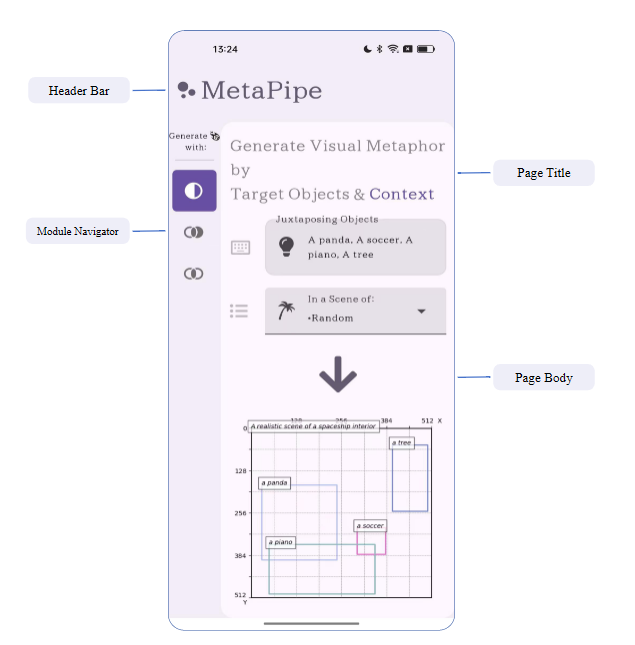 13:24
Header Bar
MetaPipe
Generate
with:
Generate Visual Metaphor
by
Target Objects & Context
Page Title
Module Navigator
Juxtaposing Objects
A panda, A soccer, A
piano, A tree
In a Scene of:
•Random
Page Body
0 128 256 384 512 X
A realistic scene of a spaceship interior
a tree
128
a panda
256
a soccer
a piano
384
512
Y